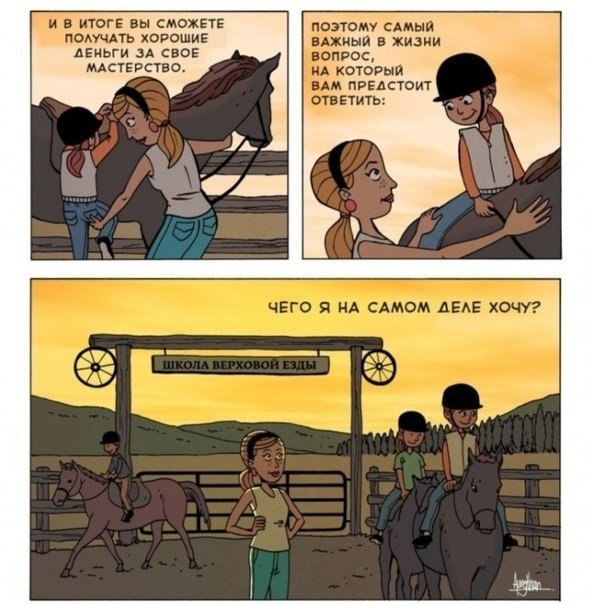 И В ИТОГЕ ВЫ СМОЖЕТЕ
ПОЛУЧАТЬ ХОРОШИЕ
ДЕНЬГИ ЗА СВОЕ
МАСТЕРСТВО.
ПОЭТОМУ САМЫЙ
ВАЖНЫЙ В ЖИЗНИ
ВОПРОС,
НА КОТОРЫЙ
ВАМ ПРЕДСТОИТ
ОТВЕТИТЬ:
ЧЕГО Я НА САМОМ ДЕЛЕ ХОЧУ?
ШКОЛА ВЕРХОВОЙ ЕЗДЫ